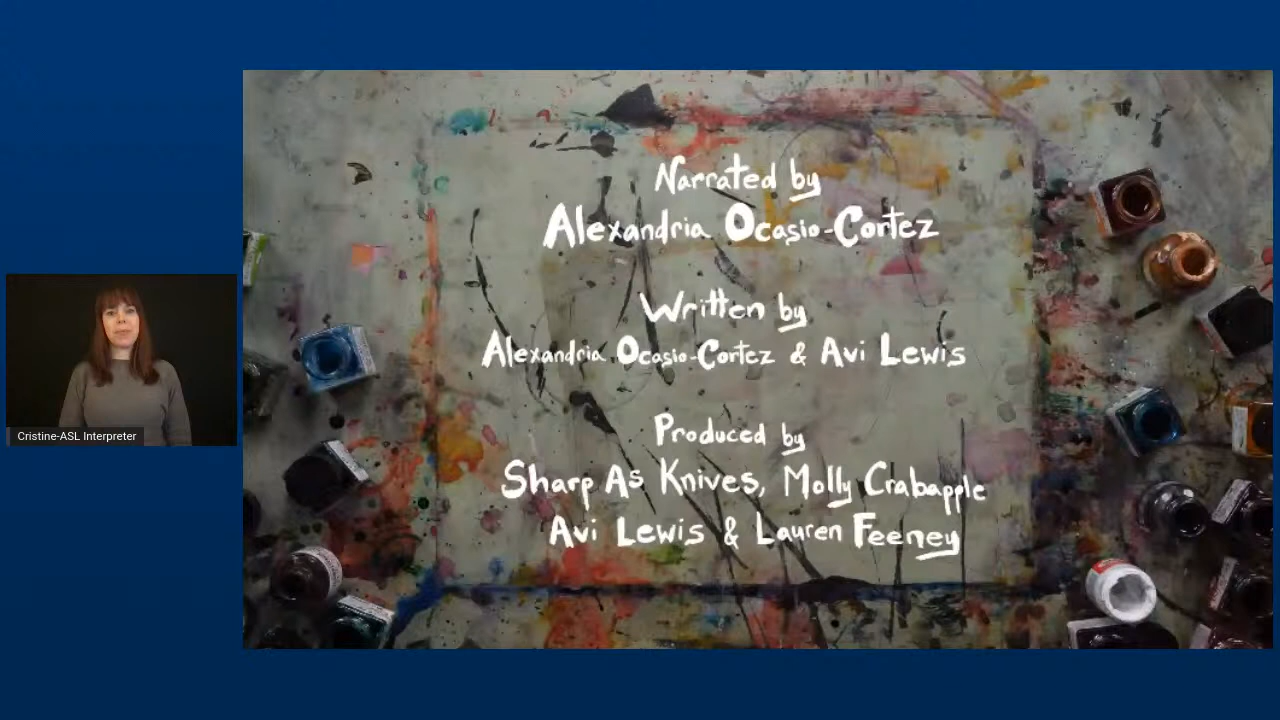 Narrated by
Alexandria Ocasio-Cortez
Written by
Alexandria Ocasio-Cortez & Avi Lewis
Produced by
Sharp As Knives, Molly Crabapple
Avi Lewis & Lauren Feeney
Cristine-ASL Interpreter